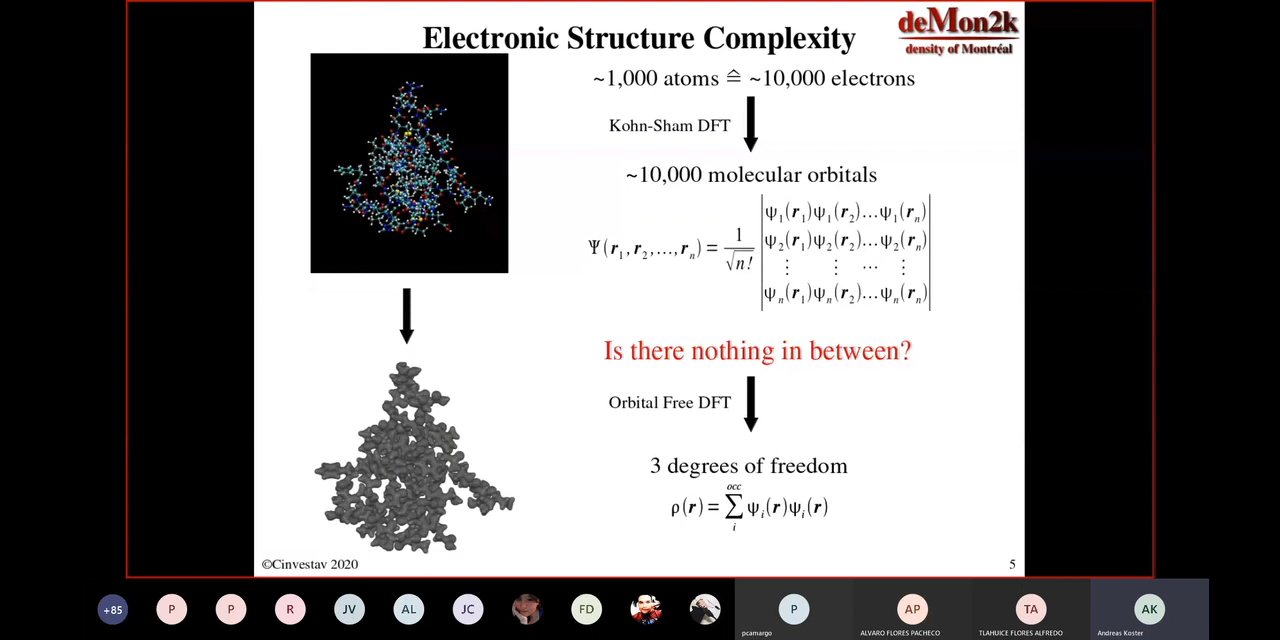 Electronic Structure Complexity
deMon2k
density of Montréal
~1,000 atoms ≙ ~10,000 electrons
Kohn-Sham DFT
~10,000 molecular orbitals
Ψ(r₁,r₂,...,rₙ) = 1/√n! |ψ₁(r₁)ψ₁(r₂)…ψ₁(rₙ)
ψ₂(r₁)ψ₂(r₂)…ψ₂(rₙ)
⋮ ⋮ ⋯ ⋮
ψₙ(r₁)ψₙ(r₂)…ψₙ(rₙ)|
Is there nothing in between?
Orbital Free DFT
3 degrees of freedom
ρ(r) = ∑ᵢᵒᶜᶜ ψᵢ(r)ψᵢ(r)
©Cinvestav 2020
5
+85
P
P
R
JV
AL
JC
FD
P
AP
TA
AK
pcamargo
ALVARO FLORES PACHECO
TLAHUICE FLORES ALFREDO
Andreas Koster